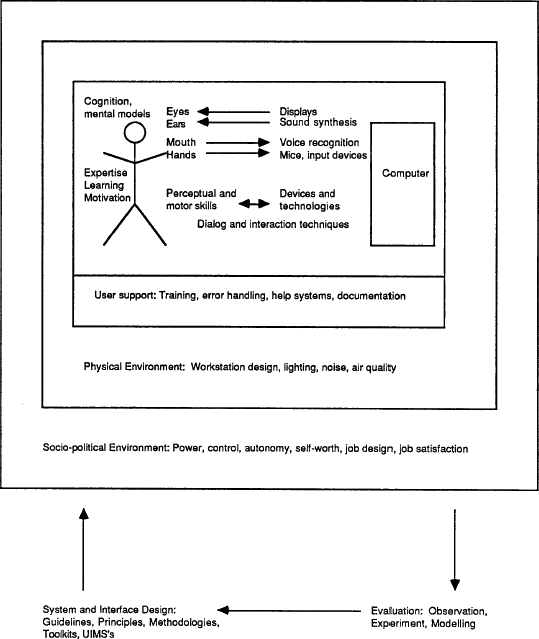 Cognition,
mental models
Eyes
Displays
Ears
Sound synthesis
Mouth
Voice recognition
Hands
Mice, input devices
Computer
Expertise
Learning
Motivation
Perceptual and
motor skills
Devices and
technologies
Dialog and interaction techniques
User support: Training, error handling, help systems, documentation
Physical Environment: Workstation design, lighting, noise, air quality
Socio-political Environment: Power, control, autonomy, self-worth, job design, job satisfaction
System and Interface Design:
Guidelines, Principles, Methodologies,
Toolkits, UIMS's
Evaluation: Observation,
Experiment, Modelling